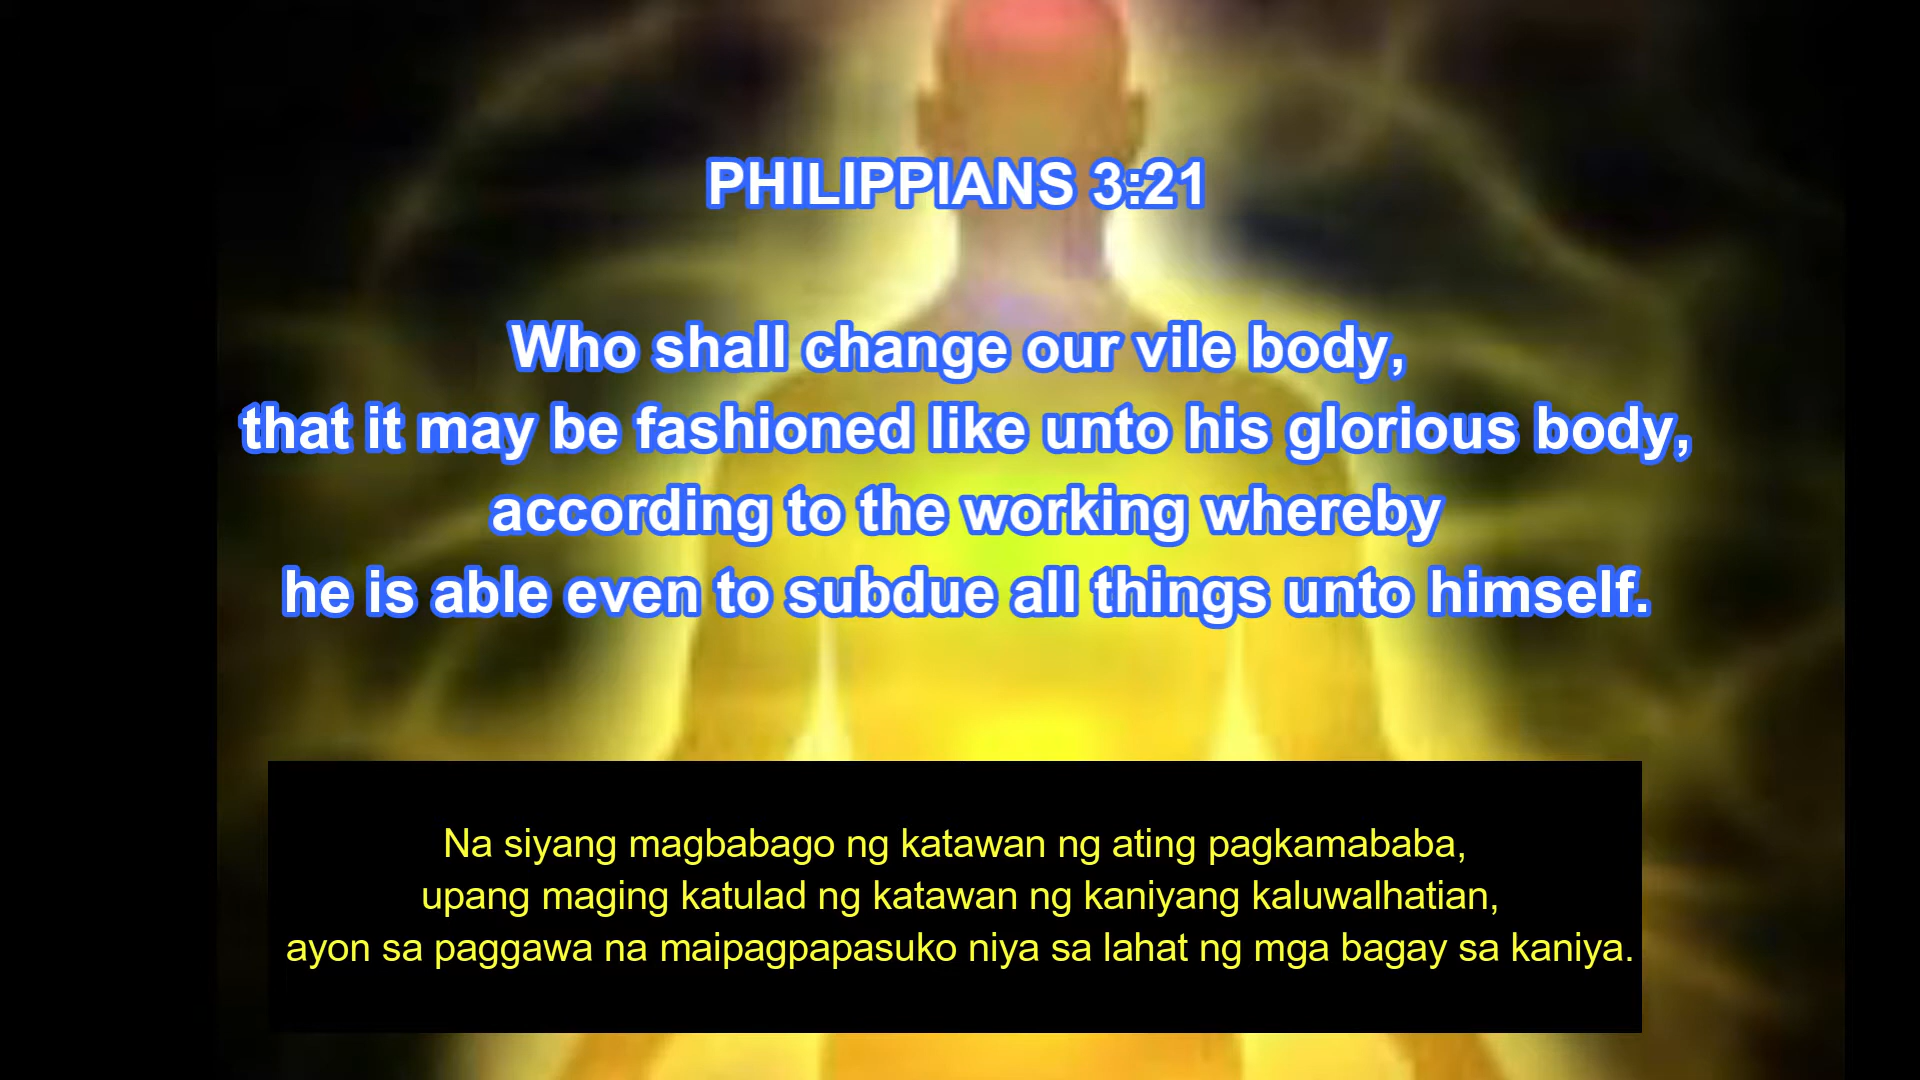 PHILIPPIANS 3:21
Who shall change our vile body,
that it may be fashioned like unto his glorious body,
according to the working whereby
he is able even to subdue all things unto himself.
Na siyang magbabago ng katawan ng ating pagkamababa,
upang maging katulad ng katawan ng kaniyang kaluwalhatian,
ayon sa paggawa na maipagpapasuko niya sa lahat ng mga bagay sa kaniya.